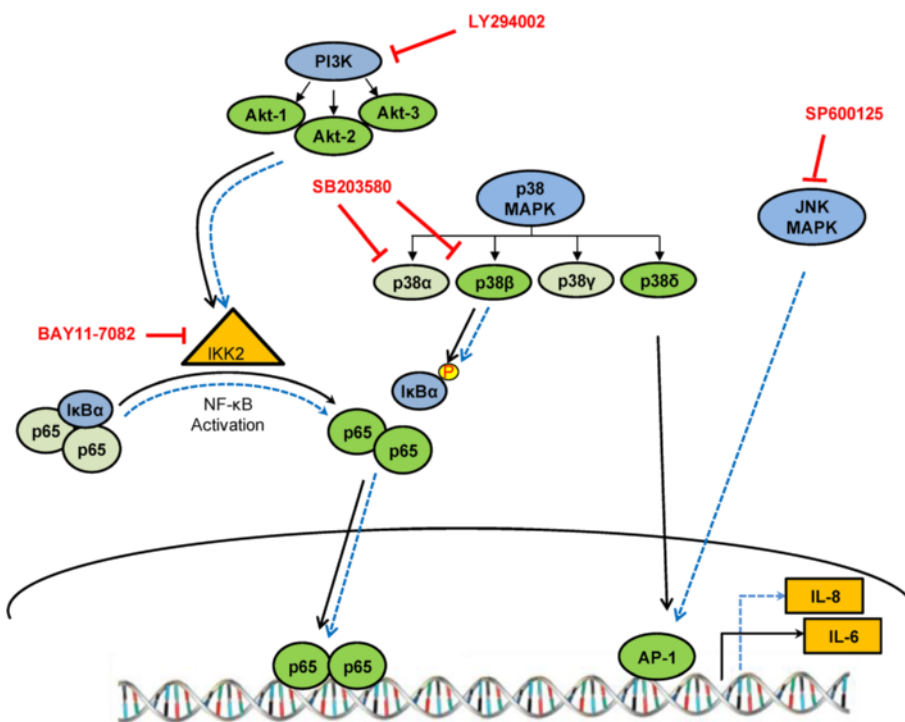 LY294002
PI3K
Akt-1
Akt-3
Akt-2
SP600125
SB203580
p38
MAPK
JNK
MAPK
p38α
p38β
p38γ
p38δ
BAY11-7082
IKK2
P
IκBα
IκBα
p65
p65
NF-κB
Activation
p65
p65
IL-8
IL-6
p65
p65
AP-1